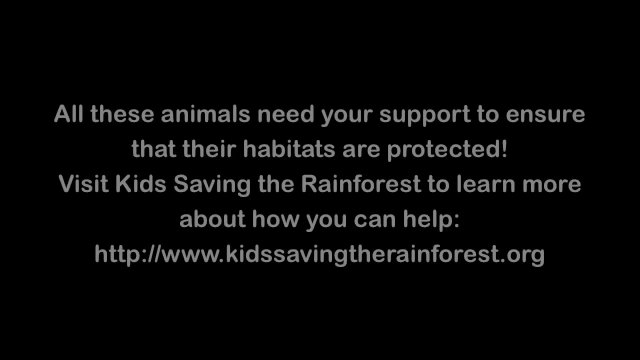 All these animals need your support to ensure
that their habitats are protected!
Visit Kids Saving the Rainforest to learn more
about how you can help:
http://www.kidssavingtherainforest.org